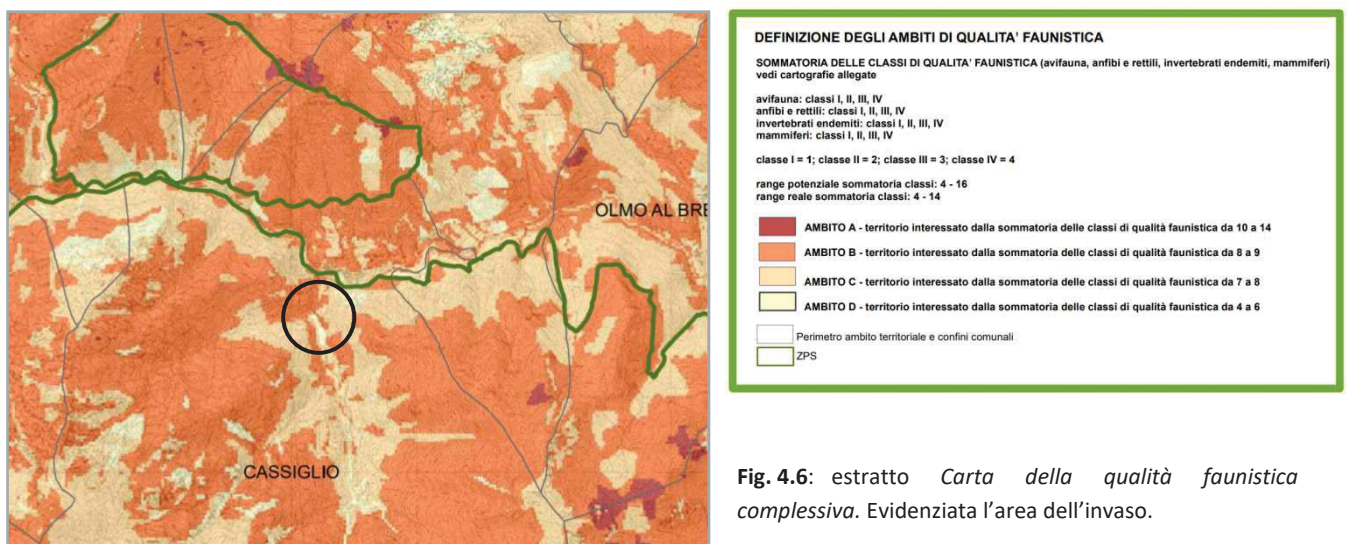 OLMO AL BRE
CASSIGLIO
DEFINIZIONE DEGLI AMBITI DI QUALITA' FAUNISTICA
SOMMATORIA DELLE CLASSI DI QUALITA' FAUNISTICA (avifauna, anfibi e rettili, invertebrati endemiti, mammiferi)
vedi cartografie allegate
avifauna: classi I, II, III, IV
anfibi e rettili: classi I, II, III, IV
invertebrati endemiti: classi I, II, III, IV
mammiferi: classi I, II, III, IV
classe I = 1; classe II = 2; classe III = 3; classe IV = 4
range potenziale sommatoria classi: 4 - 16
range reale sommatoria classi: 4 - 14
AMBITO A - territorio interessato dalla sommatoria delle classi di qualità faunistica da 10 a 14
AMBITO B - territorio interessato dalla sommatoria delle classi di qualità faunistica da 8 a 9
AMBITO C - territorio interessato dalla sommatoria delle classi di qualità faunistica da 7 a 8
AMBITO D - territorio interessato dalla sommatoria delle classi di qualità faunistica da 4 a 6
Perimetro ambito territoriale e confini comunali
ZPS
Fig. 4.6: estratto Carta della qualità faunistica
complessiva. Evidenziata l'area dell'invaso.